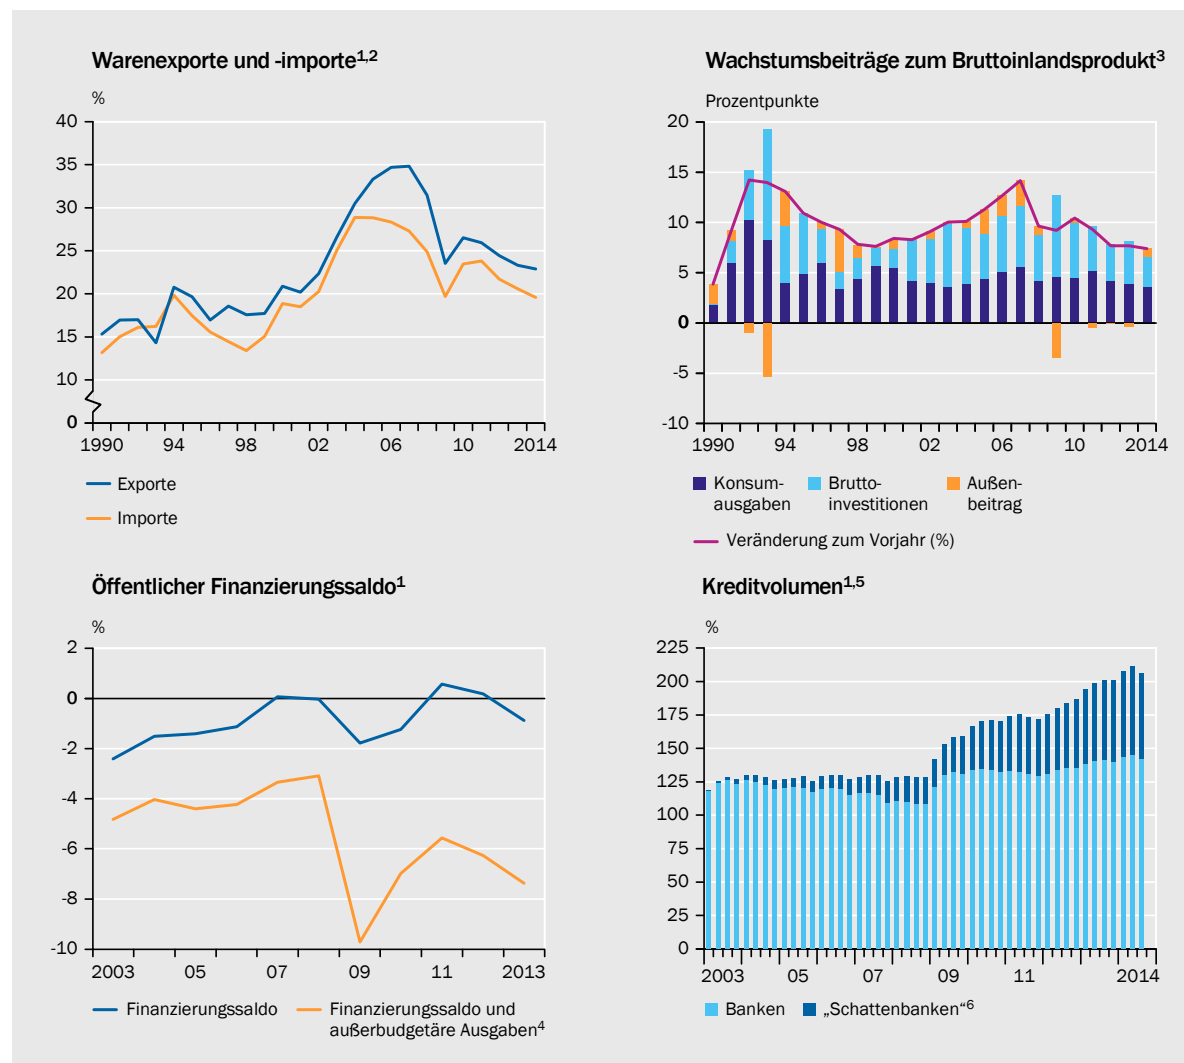 Warenexporte und -importe1,2
%
40
35
30
25
20
15
10
0
1990 94 98 02 06 10 2014
Exporte
Importe
Wachstumsbeiträge zum Bruttoinlandsprodukt3
Prozentpunkte
20
15
10
5
0
-5
-10
1990 94 98 02 06 10 2014
Konsum-
ausgaben
Brutto-
investitionen
Außen-
beitrag
Veränderung zum Vorjahr (%)
Öffentlicher Finanzierungssaldo1
%
2
0
-2
-4
-6
-8
-10
2003 05 07 09 11 2013
Finanzierungssaldo
Finanzierungssaldo und
außerbudgetäre Ausgaben4
Kreditvolumen1,5
%
225
200
175
150
125
100
75
50
25
0
2003 05 07 09 11 2014
Banken
„Schattenbanken“6